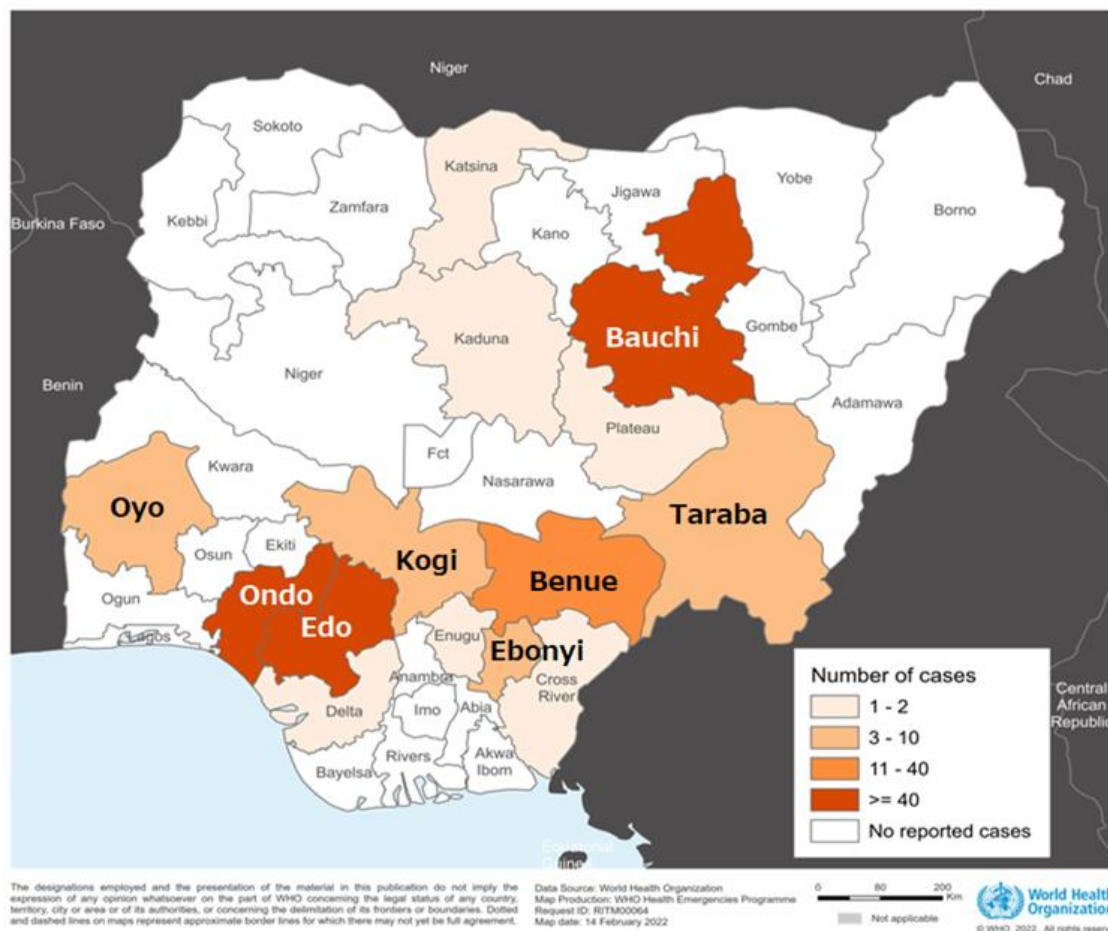 Niger
Chad
Sokoto
Katsina
Yobe
Jigawa
Borno
Zamfara
Kebbi
Burkina Faso
Kano
Bauchi
Gombe
Kaduna
Niger
Benin
Adamawa
Plateau
Fct
Kwara
Nasarawa
Oyo
Taraba
Osun
Ekiti
Kogi
Benue
Ogun
Ondo
Edo
Lagos
Enugu
Ebonyi
Anambra
Cross
River
Delta
Imo
Abia
Rivers
Akwa
Ibom
Bayelsa
Central
African
Republic
Equatorial
Number of cases
1 - 2
3 - 10
11 - 40
>= 40
No reported cases
The designations employed and the presentation of the material in this publication do not imply the
expression of any opinion whatsoever on the part of WHO concerning the legal status of any country,
territory, city or area or of its authorities, or concerning the delimitation of its frontiers or boundaries. Dotted
and dashed lines on maps represent approximate border lines for which there may not yet be full agreement.
Data Source: World Health Organization
Map Production: WHO Health Emergencies Programme
Request ID: RITM00064
Map date: 14 February 2022
0 80 200
Km
Not applicable
World Health
Organization
© WHO, 2022. All rights reserv